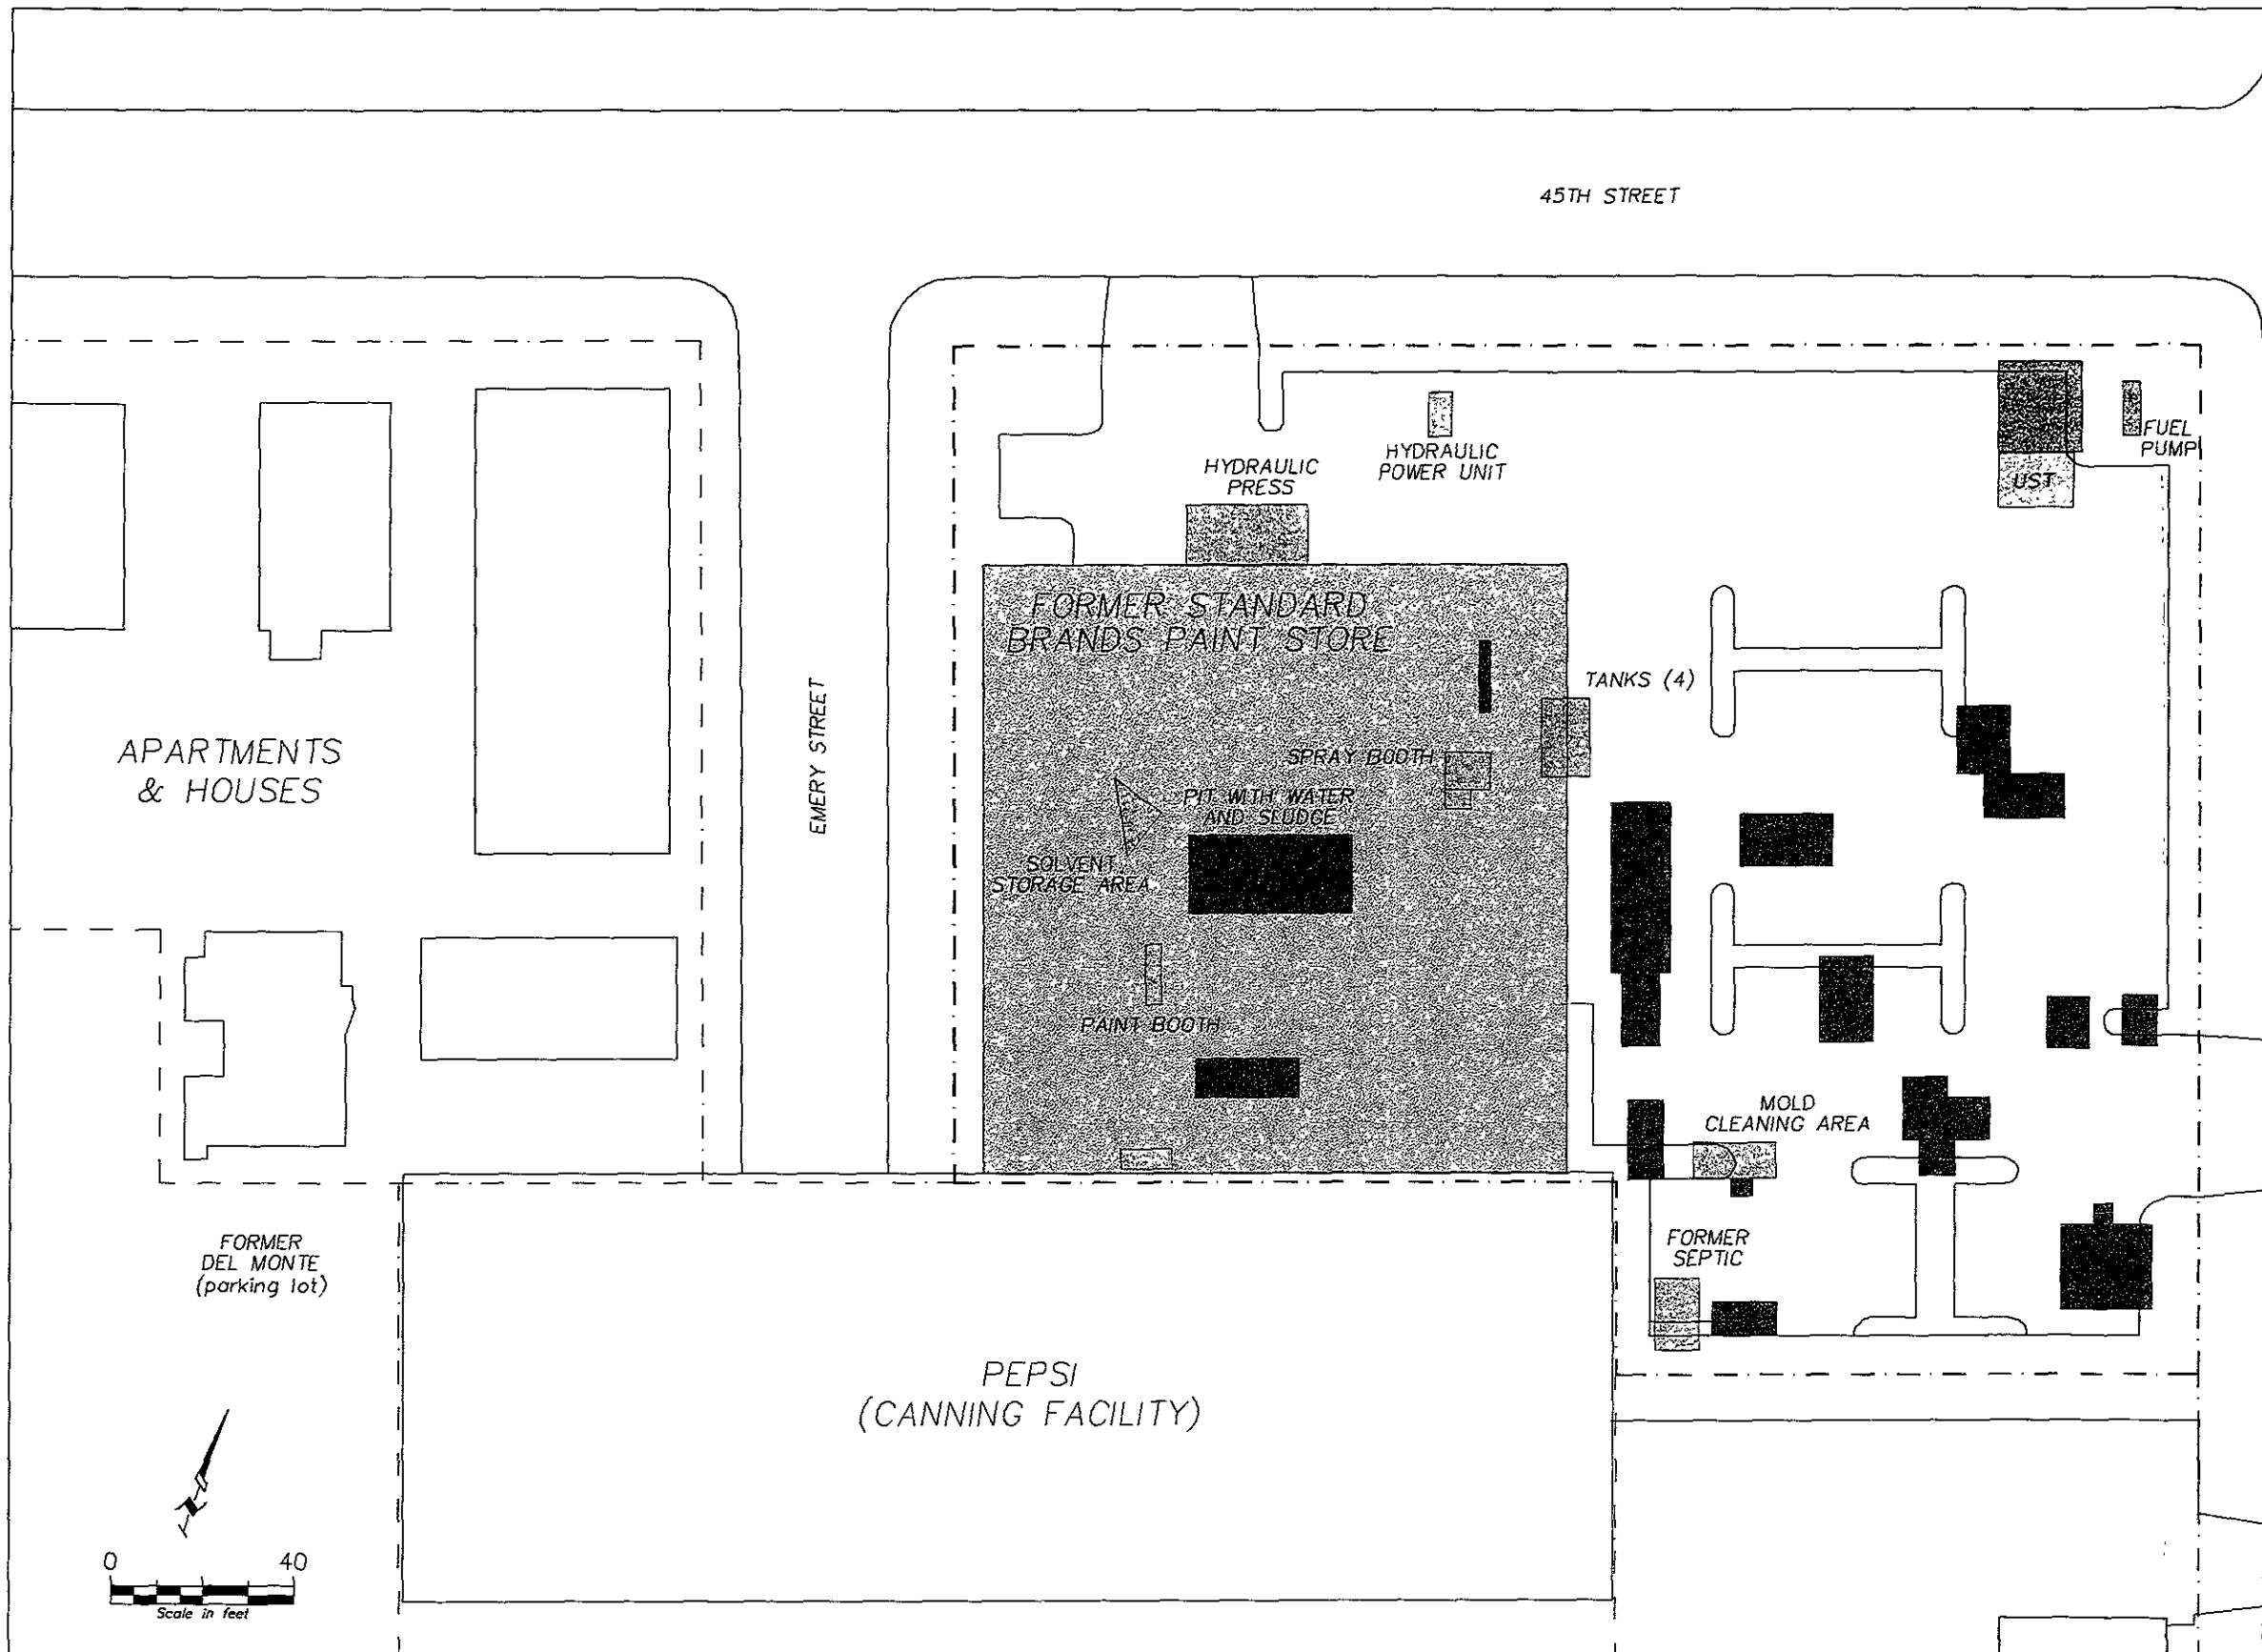 45TH STREET
FUEL
PUMP
HYDRAULIC
POWER UNIT
HYDRAULIC
PRESS
UST
FORMER STANDARD
BRANDS PAINT STORE
TANKS (4)
EMERY STREET
APARTMENTS
& HOUSES
SPRAY BOOTH
PIT WITH WATER
AND SLUDGE
SOLVENT
STORAGE AREA
PAINT BOOTH
MOLD
CLEANING AREA
FORMER
DEL MONTE
(parking lot)
FORMER
SEPTIC
PEPSI
(CANNING FACILITY)
N
0 40
Scale in feet